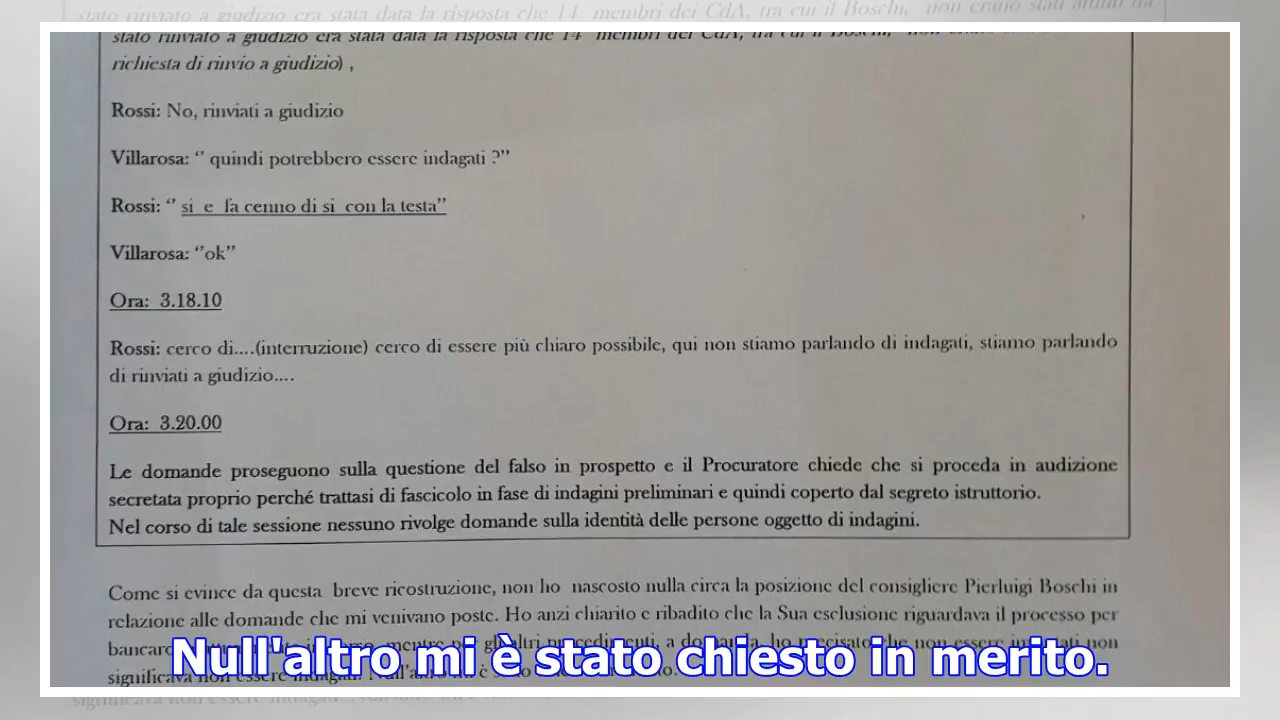 stato rinviato a giudizio era stata data la risposta che 14 membri dei CdA, tra cui il Boschi,
richiesta di rinvio a giudizio) ,
Rossi: No, rinviati a giudizio
Villarosa: “ quindi potrebbero essere indagati ?”
Rossi: “ si e fa cenno di si con la testa”
Villarosa: “ok”
Ora: 3.18.10
Rossi: cerco di....(interruzione) cerco di essere più chiaro possibile, qui non stiamo parlando di indagati, stiamo parlando
di rinviati a giudizio....
Ora: 3.20.00
Le domande proseguono sulla questione del falso in prospetto e il Procuratore chiede che si proceda in audizione
secretata proprio perché trattasi di fascicolo in fase di indagini preliminari e quindi coperto dal segreto istruttorio.
Nel corso di tale sessione nessuno rivolge domande sulla identità delle persone oggetto di indagini.
Come si evince da questa breve ricostruzione, non ho nascosto nulla circa la posizione del consigliere Pierluigi Boschi in
relazione alle domande che mi venivano poste. Ho anzi chiarito e ribadito che la Sua esclusione riguardava il processo per
non
significava non essere indagati.
Null'altro mi è stato chiesto in merito.